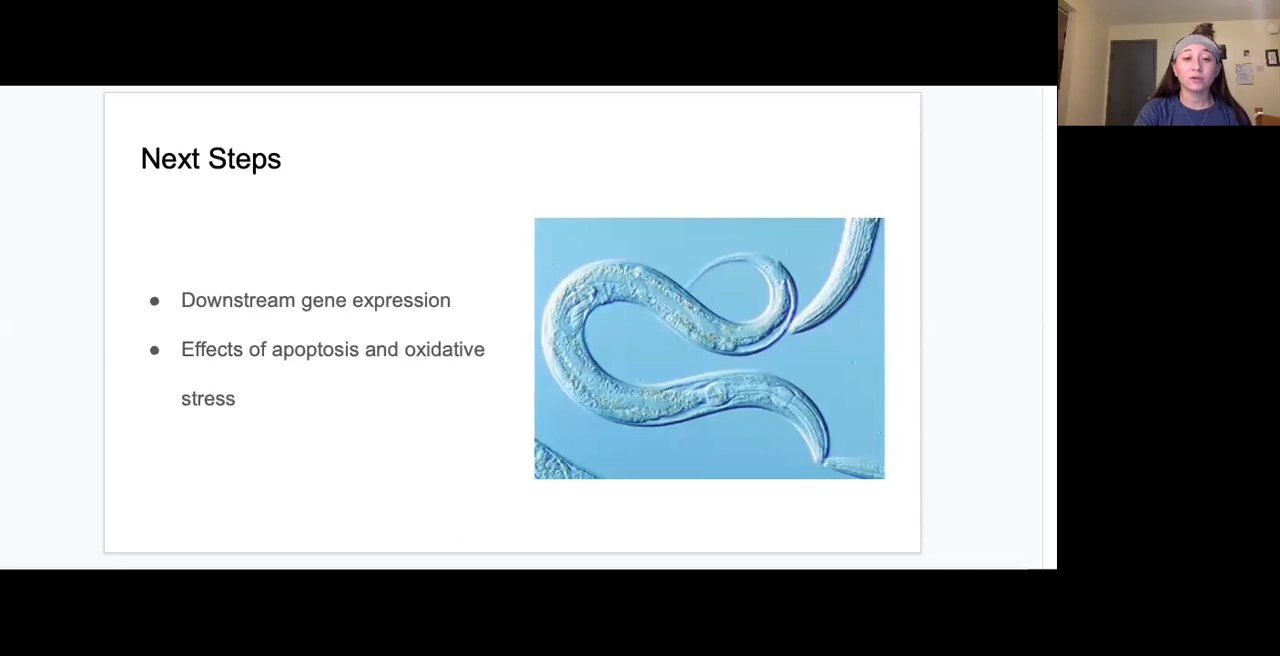 Next Steps
● Downstream gene expression
● Effects of apoptosis and oxidative
stress